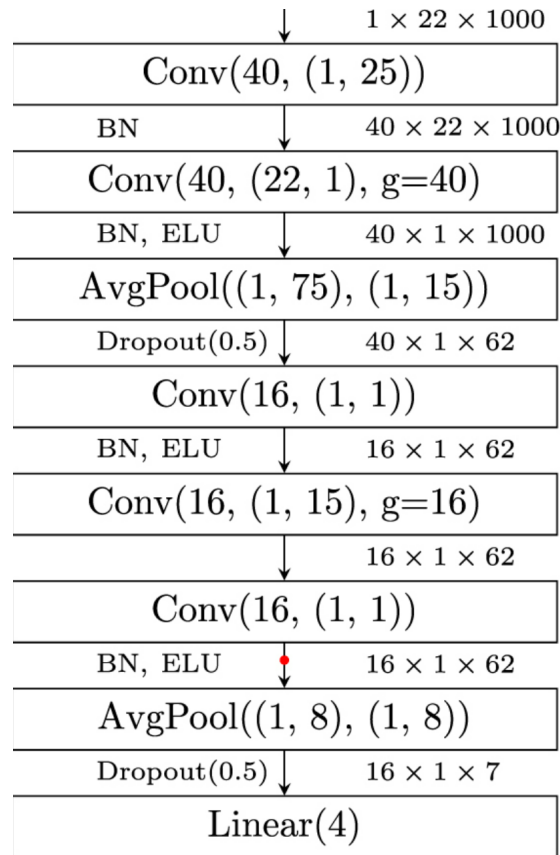 1 × 22 × 1000
Conv(40, (1, 25))
BN 40 × 22 × 1000
Conv(40, (22, 1), g=40)
BN, ELU 40 × 1 × 1000
AvgPool((1, 75), (1, 15))
Dropout(0.5) 40 × 1 × 62
Conv(16, (1, 1))
BN, ELU 16 × 1 × 62
Conv(16, (1, 15), g=16)
16 × 1 × 62
Conv(16, (1, 1))
BN, ELU 16 × 1 × 62
AvgPool((1, 8), (1, 8))
Dropout(0.5) 16 × 1 × 7
Linear(4)